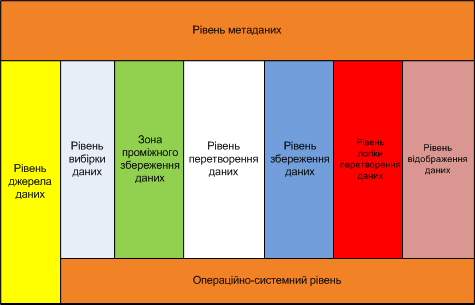 Рівень метаданих
Рівень
джерела
даних
Рівень
вибірки
даних
Зона
проміжного
збереження
даних
Рівень
перетворення
даних
Рівень
збереження
даних
Рівень
логіки
перетворення
даних
Рівень
відображення
даних
Операційно-системний рівень